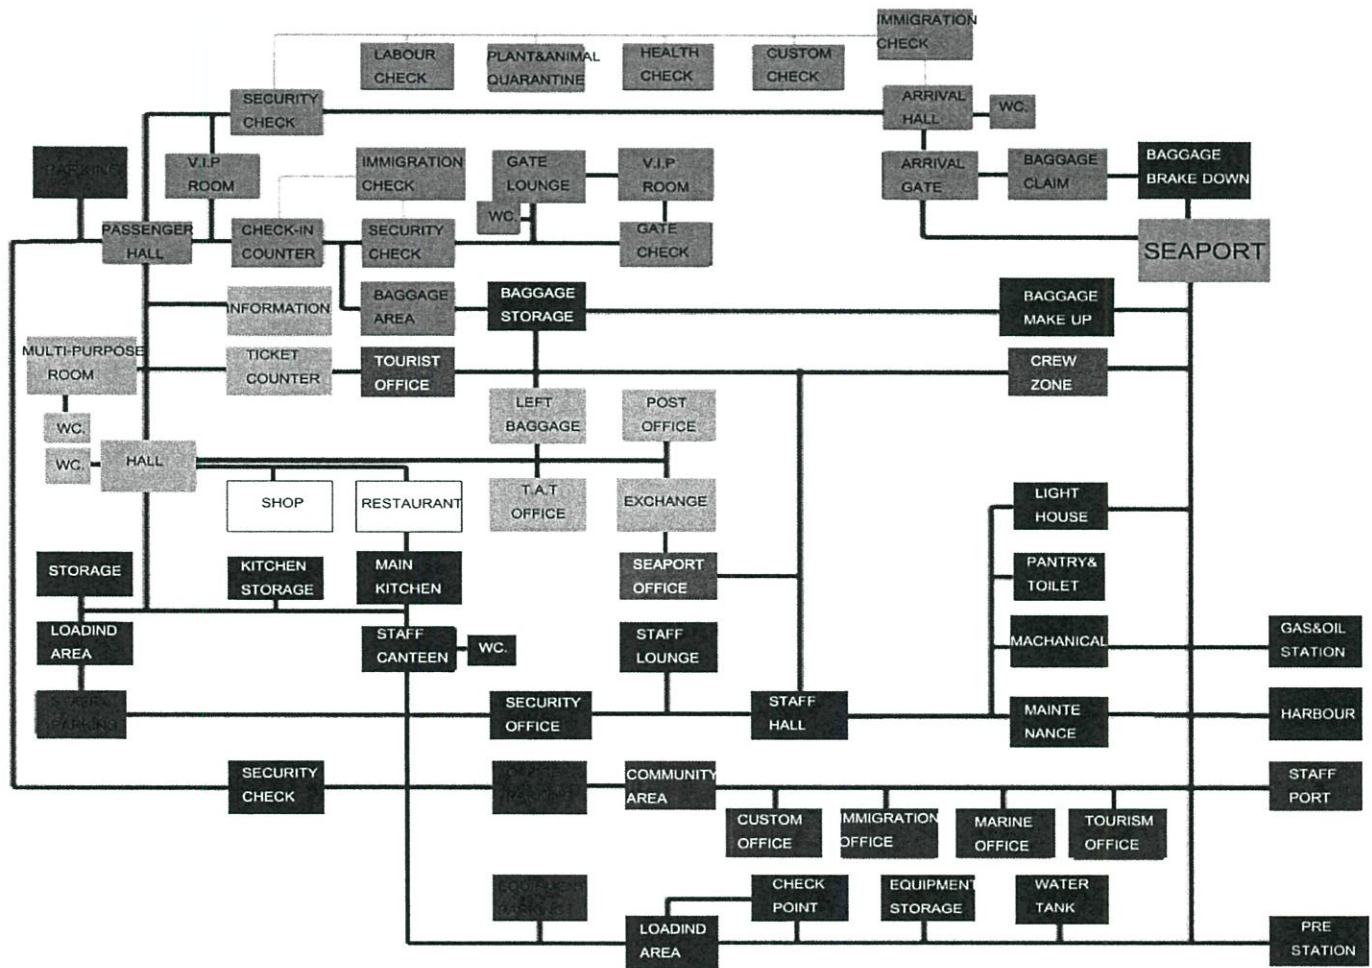 IMMIGRATION
CHECK
LABOUR
CHECK
PLANT&ANIMAL
QUARANTINE
HEALTH
CHECK
CUSTOM
CHECK
SECURITY
CHECK
ARRIVAL
HALL
WC.
PARKING
V.I.P
ROOM
IMMIGRATION
CHECK
GATE
LOUNGE
V.I.P
ROOM
ARRIVAL
GATE
BAGGAGE
CLAIM
BAGGAGE
BRAKE DOWN
WC.
PASSENGER
HALL
CHECK-IN
COUNTER
SECURITY
CHECK
GATE
CHECK
SEAPORT
INFORMATION
BAGGAGE
AREA
BAGGAGE
STORAGE
BAGGAGE
MAKE UP
MULTI-PURPOSE
ROOM
TICKET
COUNTER
TOURIST
OFFICE
CREW
ZONE
WC.
LEFT
BAGGAGE
POST
OFFICE
WC.
HALL
SHOP
RESTAURANT
T.A.T
OFFICE
EXCHANGE
LIGHT
HOUSE
STORAGE
KITCHEN
STORAGE
MAIN
KITCHEN
SEAPORT
OFFICE
PANTRY&
TOILET
LOADIND
AREA
STAFF
CANTEEN
WC.
STAFF
LOUNGE
MACHANICAL
GAS&OIL
STATION
PARKING
SECURITY
OFFICE
STAFF
HALL
MAINTE
NANCE
HARBOUR
SECURITY
CHECK
PARKING
COMMUNITY
AREA
STAFF
PORT
CUSTOM
OFFICE
IMMIGRATION
OFFICE
MARINE
OFFICE
TOURISM
OFFICE
PARKING
LOADIND
AREA
CHECK
POINT
EQUIPMENT
STORAGE
WATER
TANK
PRE
STATION